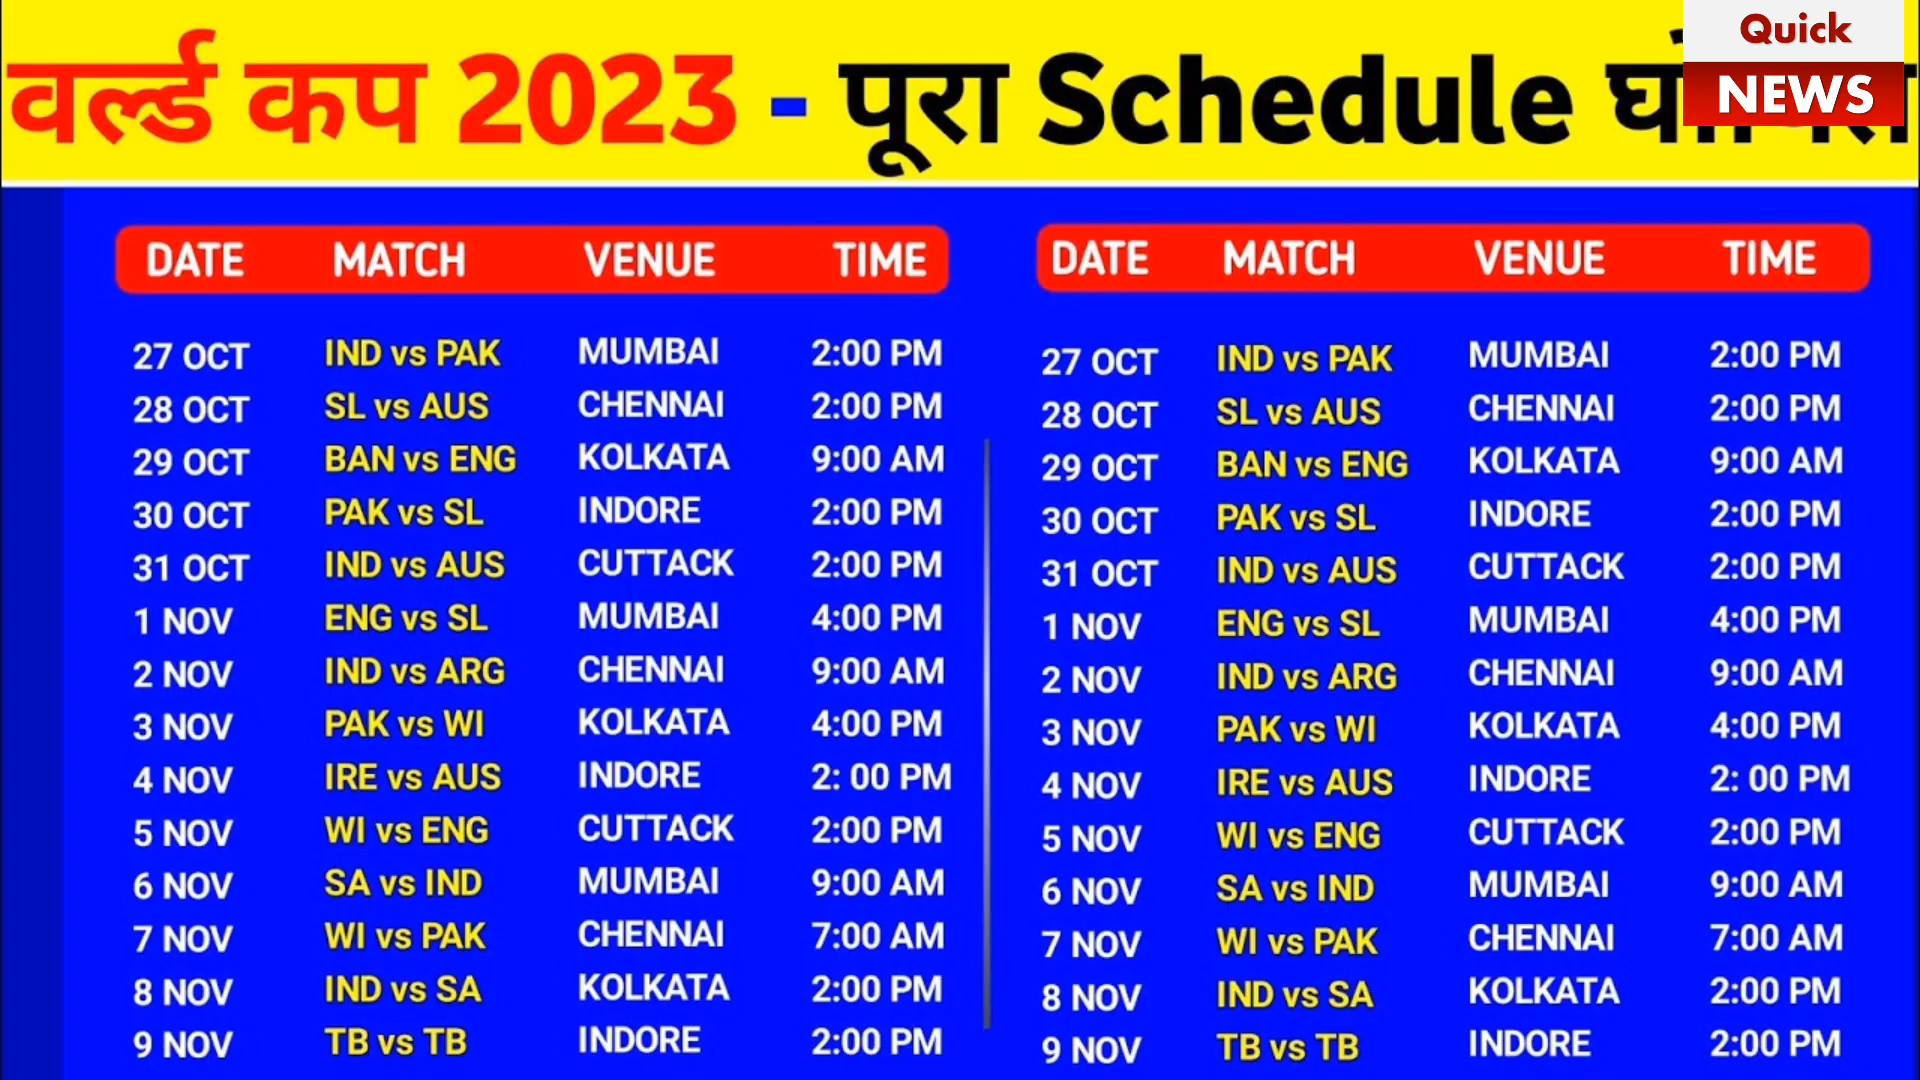 वर्ल्ड कप 2023 - पूरा Schedule
Quick
NEWS
DATE MATCH VENUE TIME
27 OCT IND vs PAK MUMBAI 2:00 PM
28 OCT SL vs AUS CHENNAI 2:00 PM
29 OCT BAN vs ENG KOLKATA 9:00 AM
30 OCT PAK vs SL INDORE 2:00 PM
31 OCT IND vs AUS CUTTACK 2:00 PM
1 NOV ENG vs SL MUMBAI 4:00 PM
2 NOV IND vs ARG CHENNAI 9:00 AM
3 NOV PAK vs WI KOLKATA 4:00 PM
4 NOV IRE vs AUS INDORE 2: 00 PM
5 NOV WI vs ENG CUTTACK 2:00 PM
6 NOV SA vs IND MUMBAI 9:00 AM
7 NOV WI vs PAK CHENNAI 7:00 AM
8 NOV IND vs SA KOLKATA 2:00 PM
9 NOV TB vs TB INDORE 2:00 PM
DATE MATCH VENUE TIME
27 OCT IND vs PAK MUMBAI 2:00 PM
28 OCT SL vs AUS CHENNAI 2:00 PM
29 OCT BAN vs ENG KOLKATA 9:00 AM
30 OCT PAK vs SL INDORE 2:00 PM
31 OCT IND vs AUS CUTTACK 2:00 PM
1 NOV ENG vs SL MUMBAI 4:00 PM
2 NOV IND vs ARG CHENNAI 9:00 AM
3 NOV PAK vs WI KOLKATA 4:00 PM
4 NOV IRE vs AUS INDORE 2: 00 PM
5 NOV WI vs ENG CUTTACK 2:00 PM
6 NOV SA vs IND MUMBAI 9:00 AM
7 NOV WI vs PAK CHENNAI 7:00 AM
8 NOV IND vs SA KOLKATA 2:00 PM
9 NOV TB vs TB INDORE 2:00 PM